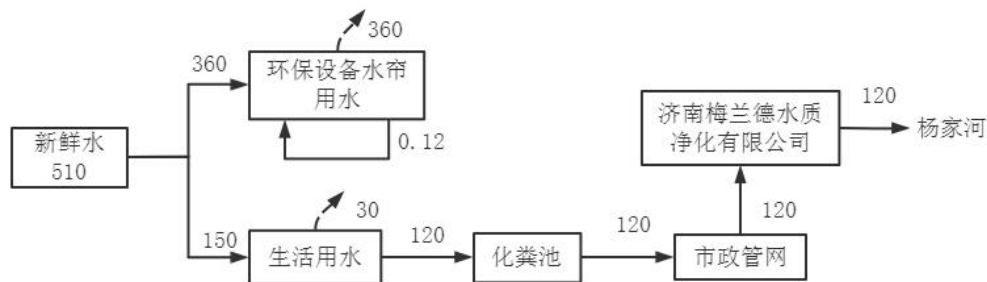 360
360
环保设备水帘
用水
0.12
新鲜水
510
济南梅兰德水质
净化有限公司
120
杨家河
120
30
150
生活用水
120
化粪池
120
市政管网